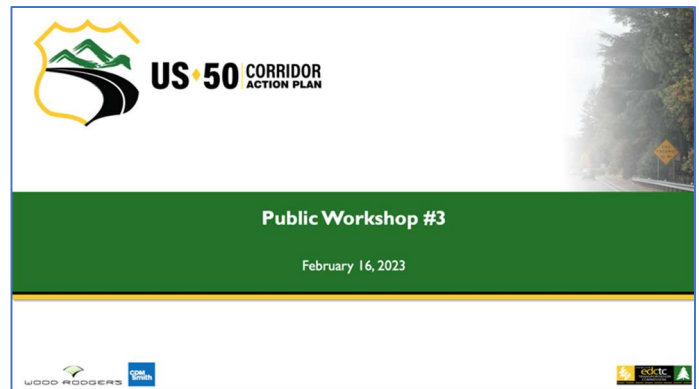 US♦50 CORRIDOR
ACTION PLAN
Public Workshop #3
February 16, 2023
WOOD RODGERS
CDM
Smith
edctc